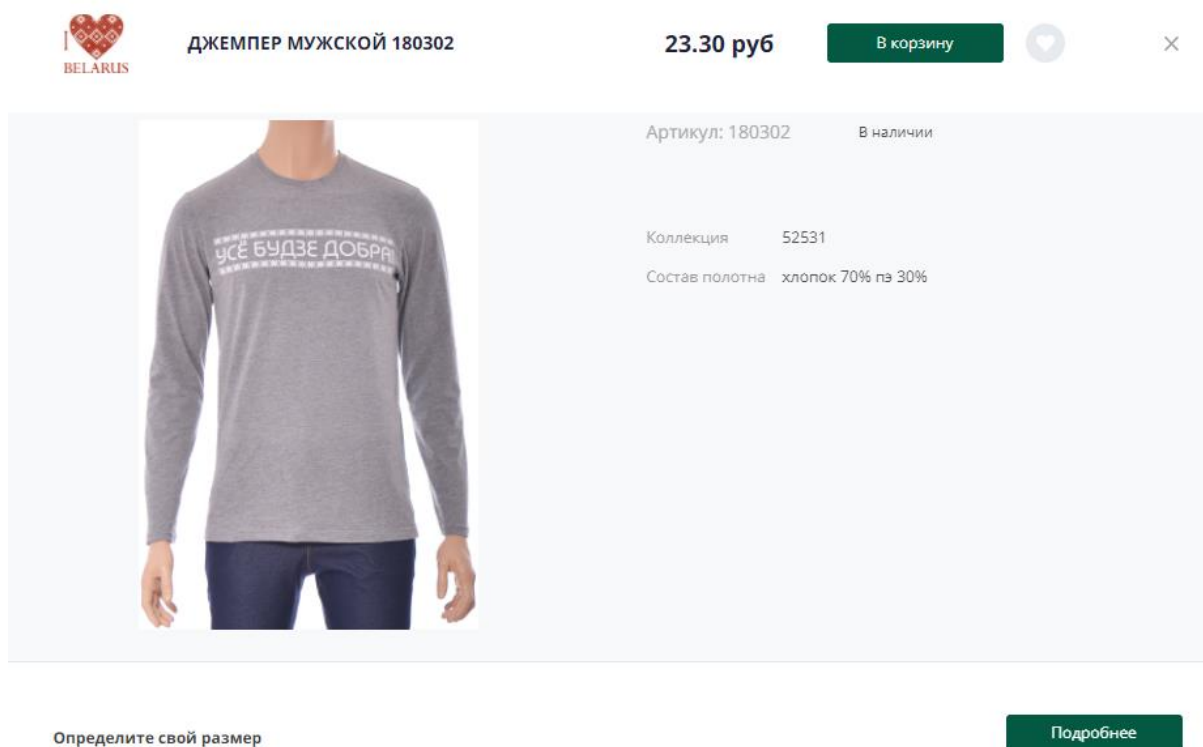 I
BELARUS
ДЖЕМПЕР МУЖСКОЙ 180302
23.30 руб
В корзину
Артикул: 180302
В наличии
УСЁ БУДЗЕ ДОБРА!
Коллекция 52531
Состав полотна хлопок 70% пэ 30%
Определите свой размер
Подробнее